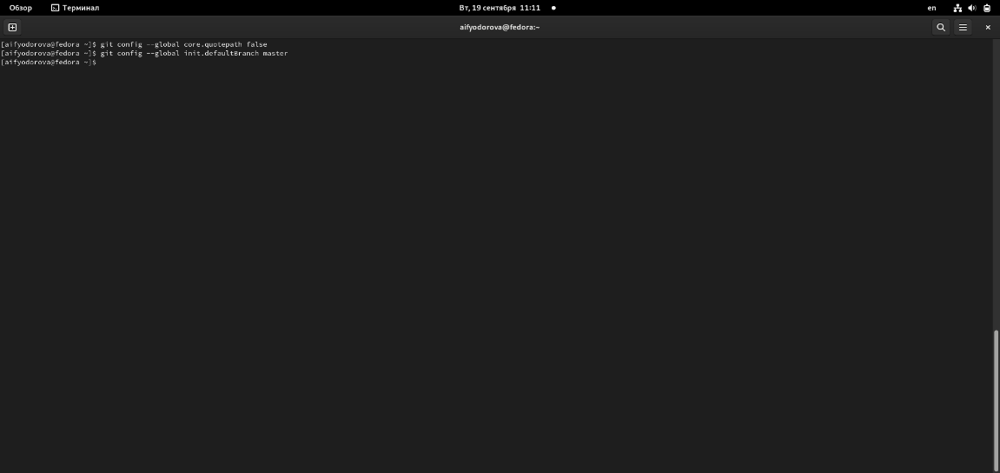 Обзор Терминал Вт, 19 сентября 11:11 en
aifyodorova@fedora:~
[aifyodorova@fedora ~]$ git config --global core.quotepath false
[aifyodorova@fedora ~]$ git config --global init.defaultBranch master
[aifyodorova@fedora ~]$